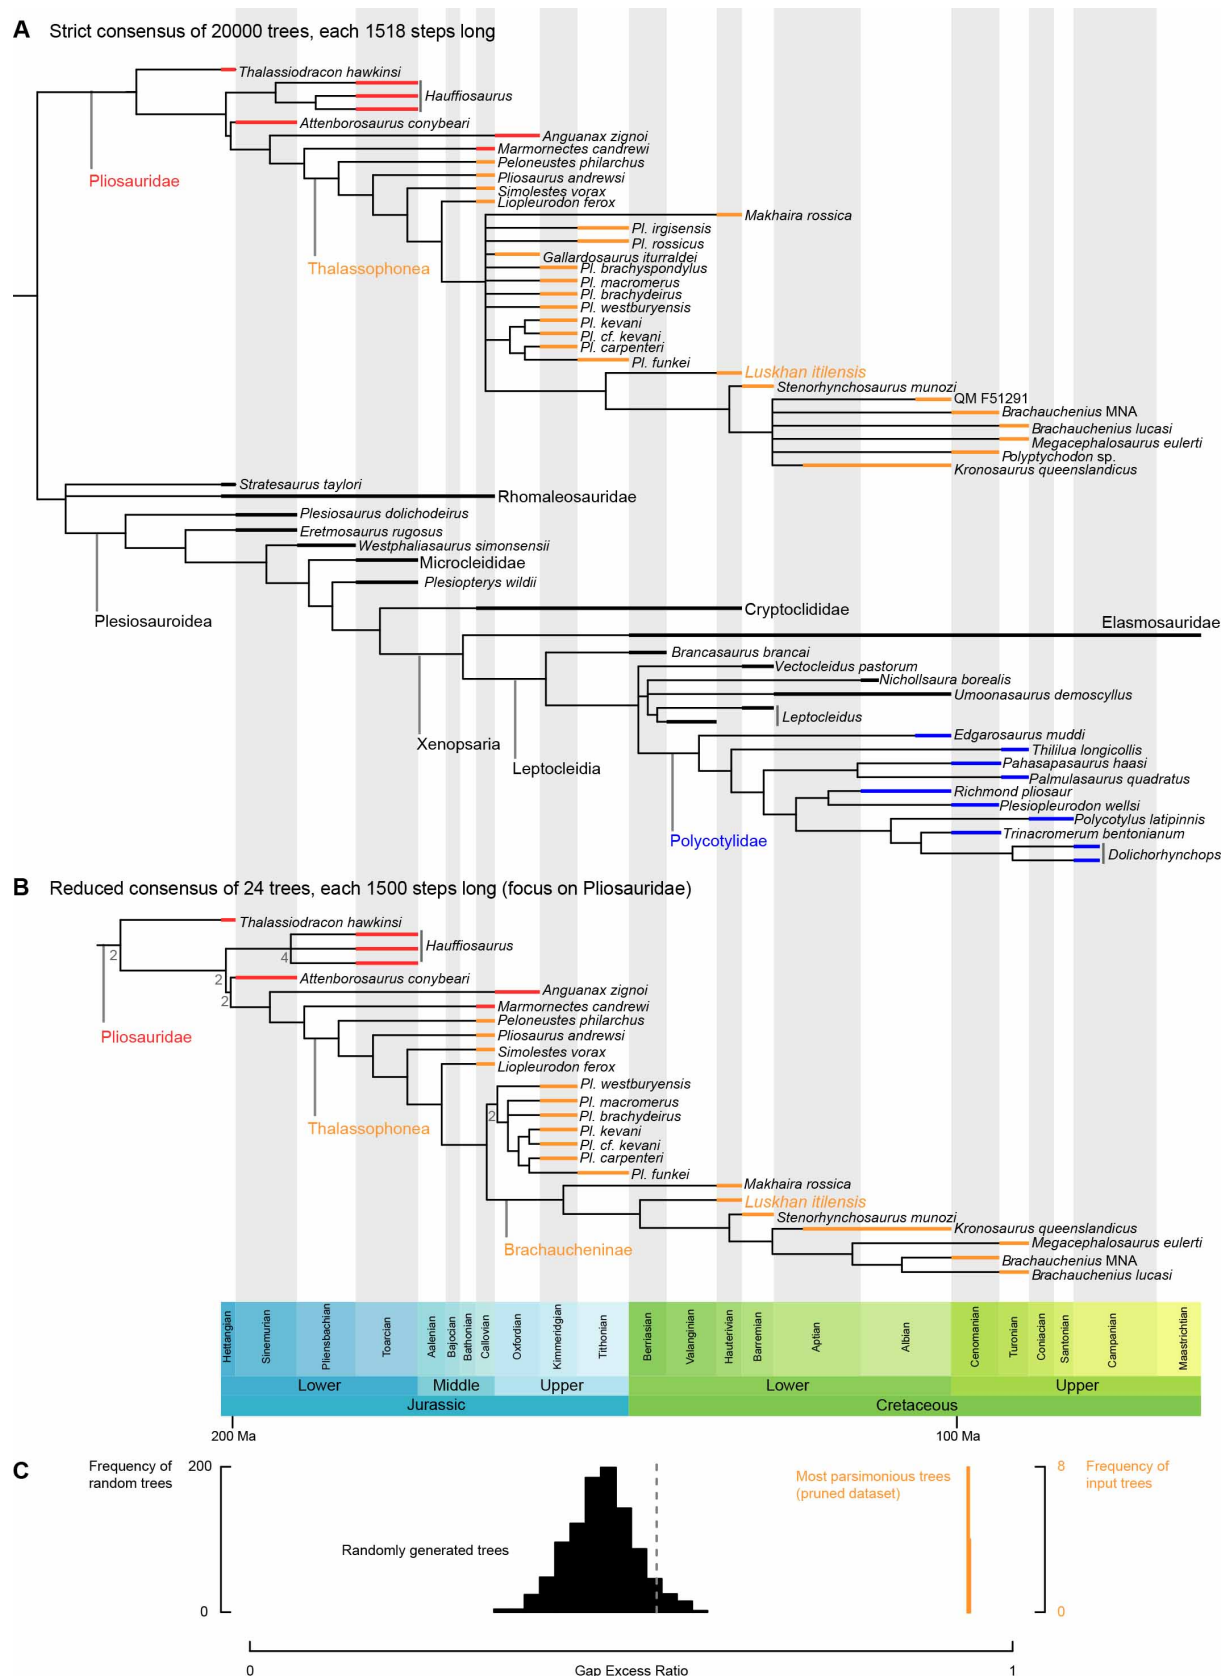 A Strict consensus of 20000 trees, each 1518 steps long
Thalassiodracon hawkinsi
Hauffiosaurus
Attenborosaurus conybeari
Anguanax zignoi
Marmornectes candrewi
Peloneustes philarchus
Pliosauridae
Pliosaurus andrewsi
Simolestes vorax
Liopleurodon ferox
Makhaira rossica
Pl. irgisensis
Pl. rossicus
Gallardosaurus iturraldei
Thalassophonea
Pl. brachyspondylus
Pl. macromerus
Pl. brachydeirus
Pl. westburyensis
Pl. kevani
Pl. cf. kevani
Pl. carpenteri
Pl. funkei
Luskhan itilensis
Stenorhynchosaurus munozi
QM F51291
Brachauchenius MNA
Brachauchenius lucasi
Megacephalosaurus eulerti
Polyptychodon sp.
Kronosaurus queenslandicus
Stratesaurus taylori
Rhomaleosauridae
Plesiosaurus dolichodeirus
Eretmosaurus rugosus
Westphaliasaurus simonsensii
Microcleididae
Plesiopterys wildii
Cryptoclididae
Plesiosauroidea
Elasmosauridae
Brancasaurus brancai
Vectocleidus pastorum
Nichollsaura borealis
Umoonasaurus demoscyllus
Leptocleidus
Edgarosaurus muddi
Xenopsaria
Thililua longicollis
Leptocleidia
Pahasapasaurus haasi
Palmulasaurus quadratus
Richmond pliosaur
Plesiopleurodon wellsi
Polycotylus latipinnis
Trinacromerum bentonianum
Polycotylidae
Dolichorhynchops
B Reduced consensus of 24 trees, each 1500 steps long (focus on Pliosauridae)
Thalassiodracon hawkinsi
2
Hauffiosaurus
4
2
Attenborosaurus conybeari
Anguanax zignoi
2
Marmornectes candrewi
Peloneustes philarchus
Pliosauridae
Pliosaurus andrewsi
Simolestes vorax
Liopleurodon ferox
Pl. westburyensis
Pl. macromerus
2
Pl. brachydeirus
Thalassophonea
Pl. kevani
Pl. cf. kevani
Pl. carpenteri
Pl. funkei
Makhaira rossica
Luskhan itilensis
Stenorhynchosaurus munozi
Kronosaurus queenslandicus
Megacephalosaurus eulerti
Brachaucheninae
Brachauchenius MNA
Brachauchenius lucasi
Hettangian
Sinemurian
Pliensbachian
Toarcian
Aalenian
Bajocian
Bathonian
Callovian
Oxfordian
Kimmeridgian
Tithonian
Berriasian
Valanginian
Hauterivian
Barremian
Aptian
Albian
Cenomanian
Turonian
Coniacian
Santonian
Campanian
Maastrichtian
Lower Middle Upper Lower Upper
Jurassic Cretaceous
200 Ma 100 Ma
C
Frequency of
random trees
200
Most parsimonious trees
(pruned dataset)
8
Frequency of
input trees
Randomly generated trees
0 0
0 1
Gap Excess Ratio